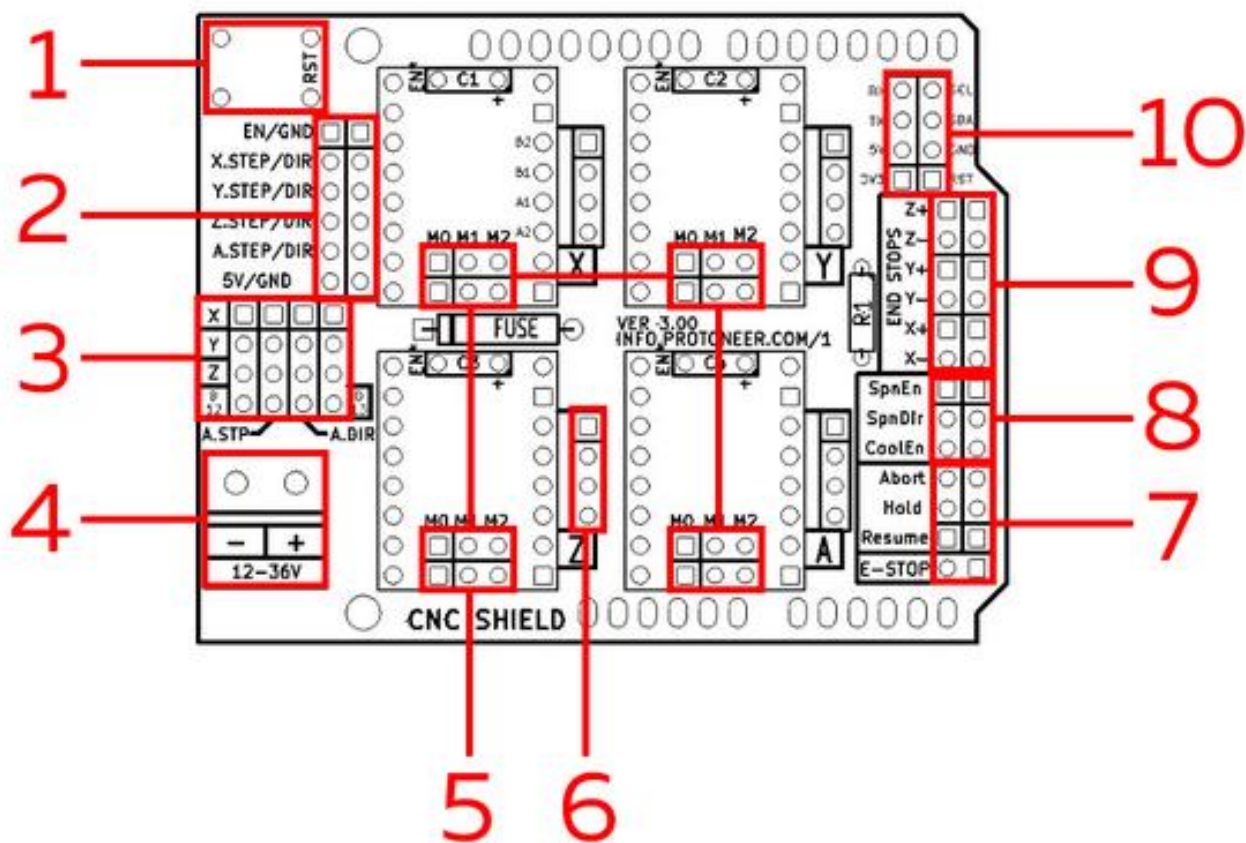 1
RST
EN*
C1
+
EN*
C2
+
10
SCL
TX
SDA
5V
GND
3V3
RST
2
EN/GND
X.STEP/DIR
Y.STEP/DIR
Z.STEP/DIR
A.STEP/DIR
5V/GND
B2
B1
A1
A2
M0 M1 M2
X
M0 M1 M2
Y
R1
END STOPS
Z+
Z-
Y+
Y-
X+
X-
9
3
X
Y
Z
D
12
A.STP
A.DIR
FUSE
VER 3.00
INFO.PROTONEER.COM/1
EN*
C3
+
EN*
+
8
SpnEn
SpnDir
CoolEn
7
Abort
Hold
Resume
E-STOP
4
- +
12-36V
M0 M1 M2
Z
M0 M1 M2
A
CNC SHIELD
5
6